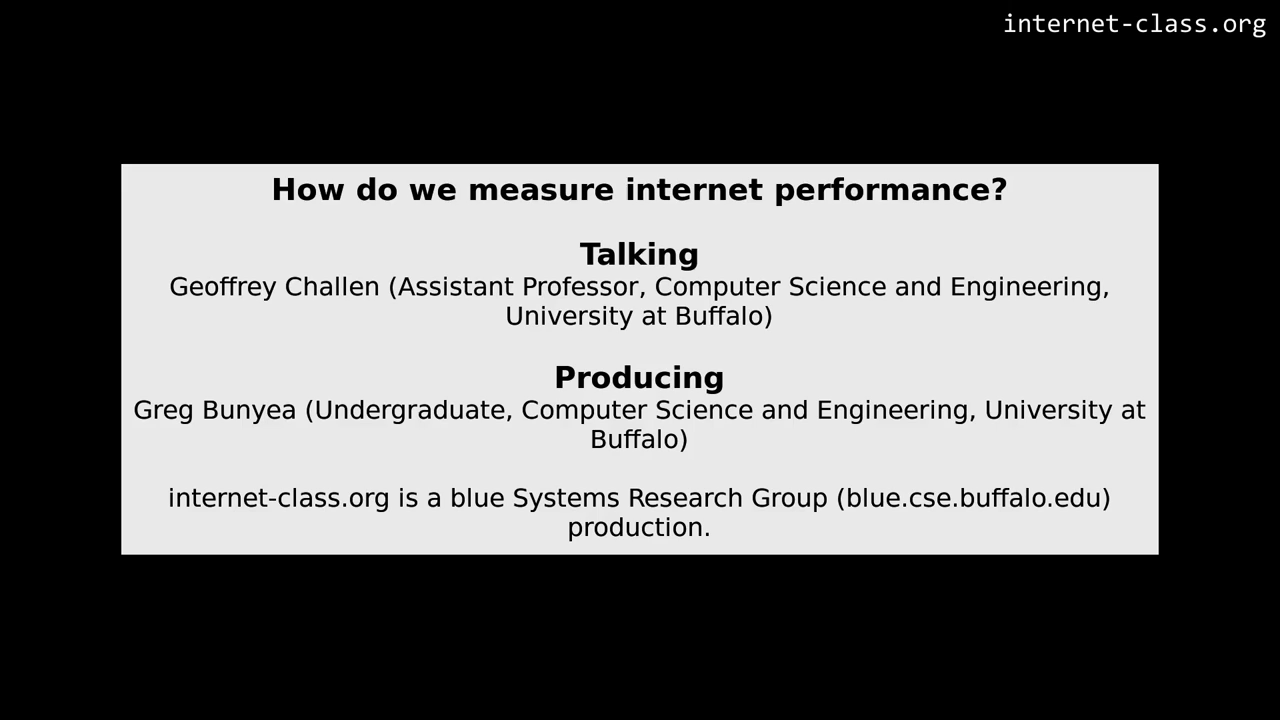 internet-class.org
How do we measure internet performance?
Talking
Geoffrey Challen (Assistant Professor, Computer Science and Engineering,
University at Buffalo)
Producing
Greg Bunyea (Undergraduate, Computer Science and Engineering, University at
Buffalo)
internet-class.org is a blue Systems Research Group (blue.cse.buffalo.edu)
production.